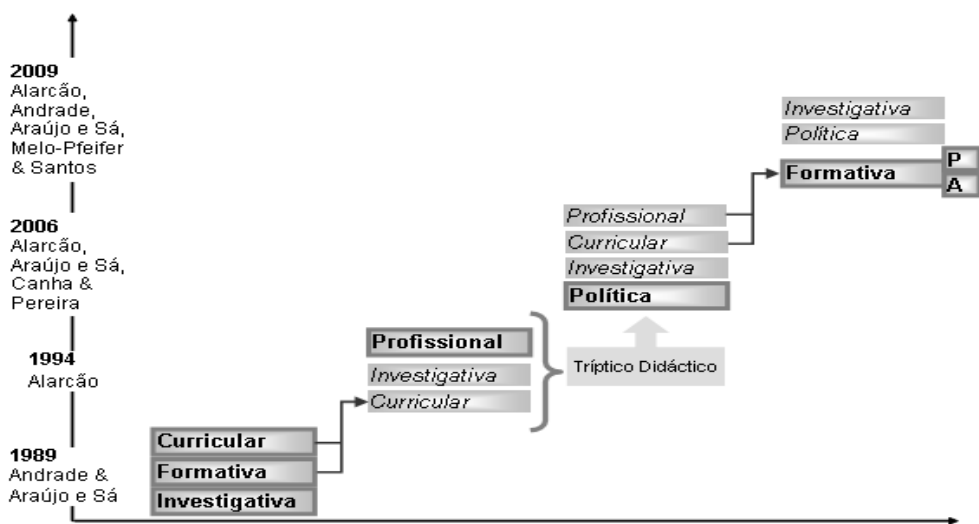 2009
Alarcão,
Andrade,
Araújo e Sá,
Melo-Pfeifer
& Santos
2006
Alarcão,
Araújo e Sá,
Canha &
Pereira
1994
Alarcão
1989
Andrade &
Araújo e Sá
Curricular
Formativa
Investigativa
Profissional
Investigativa
Curricular
Tríptico Didáctico
Profissional
Curricular
Investigativa
Política
Investigativa
Política
Formativa
P
A